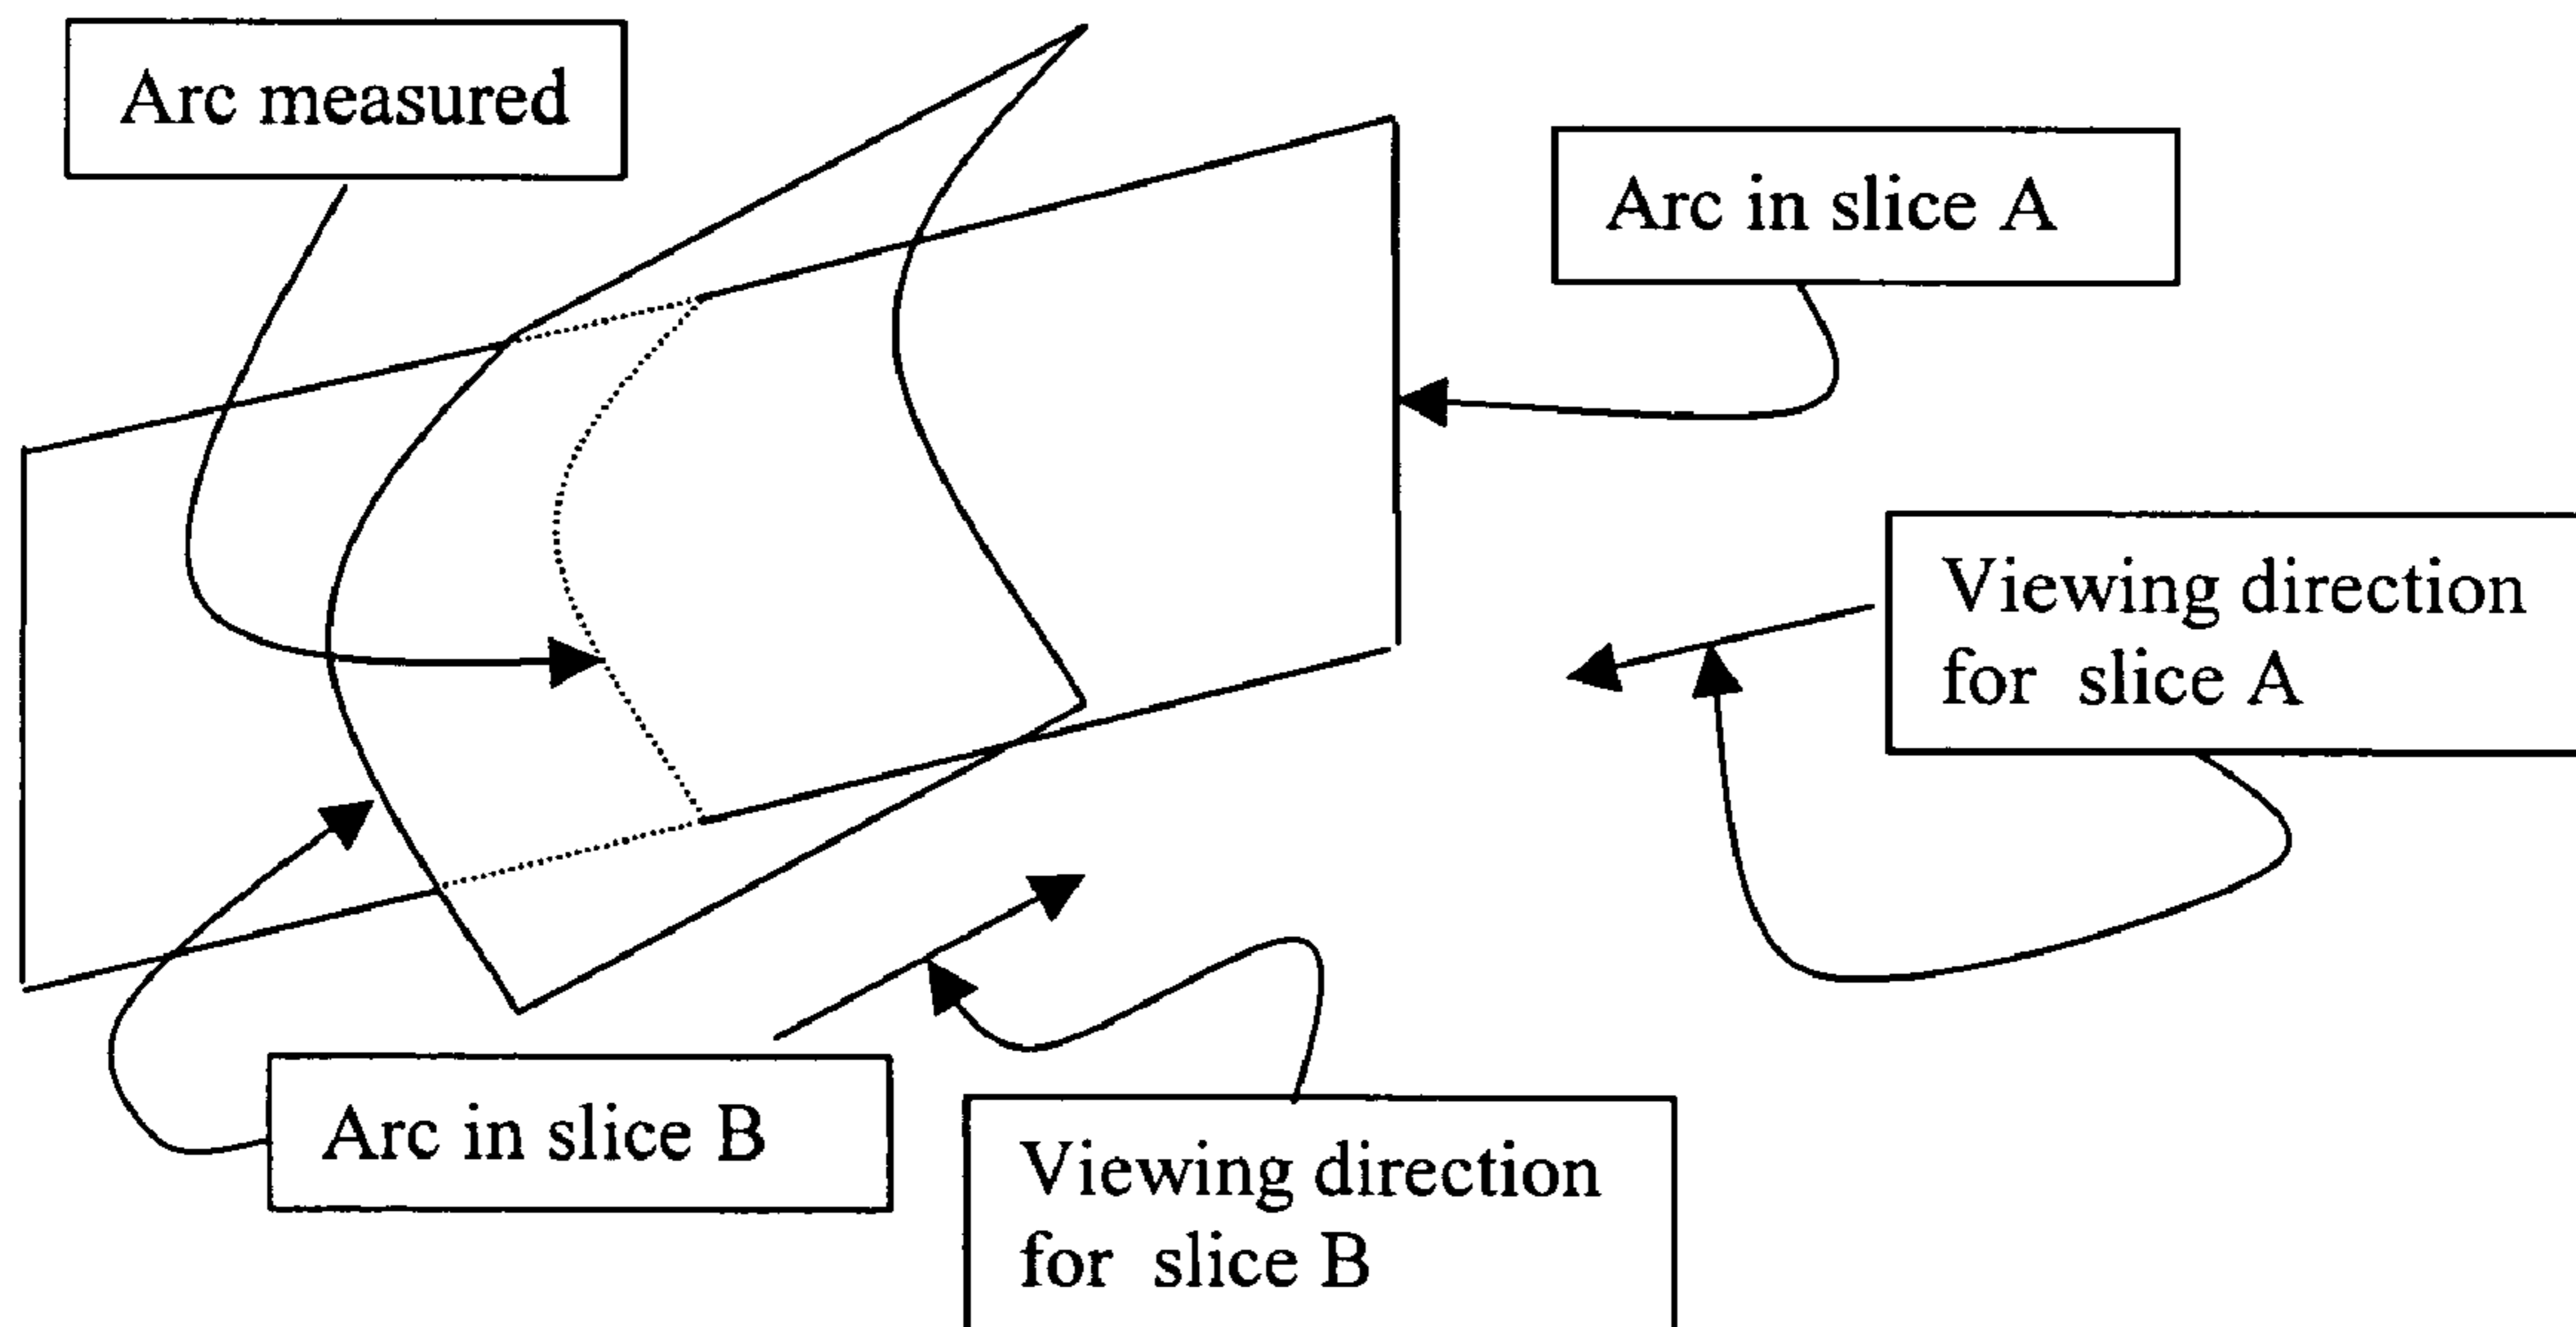 Arc measured
Arc in slice A
Viewing direction
for slice A
Arc in slice B
Viewing direction
for slice B